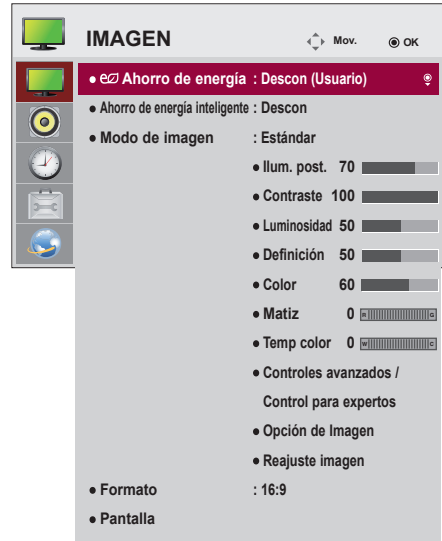 IMAGEN Mov. OK
• Ahorro de energía : Descon (Usuario)
• Ahorro de energía inteligente : Descon
• Modo de imagen : Estándar
• Ilum. post. 70
• Contraste 100
• Luminosidad 50
• Definición 50
• Color 60
• Matiz 0 R G
• Temp color 0 W C
• Controles avanzados /
Control para expertos
• Opción de Imagen
• Reajuste imagen
• Formato : 16:9
• Pantalla